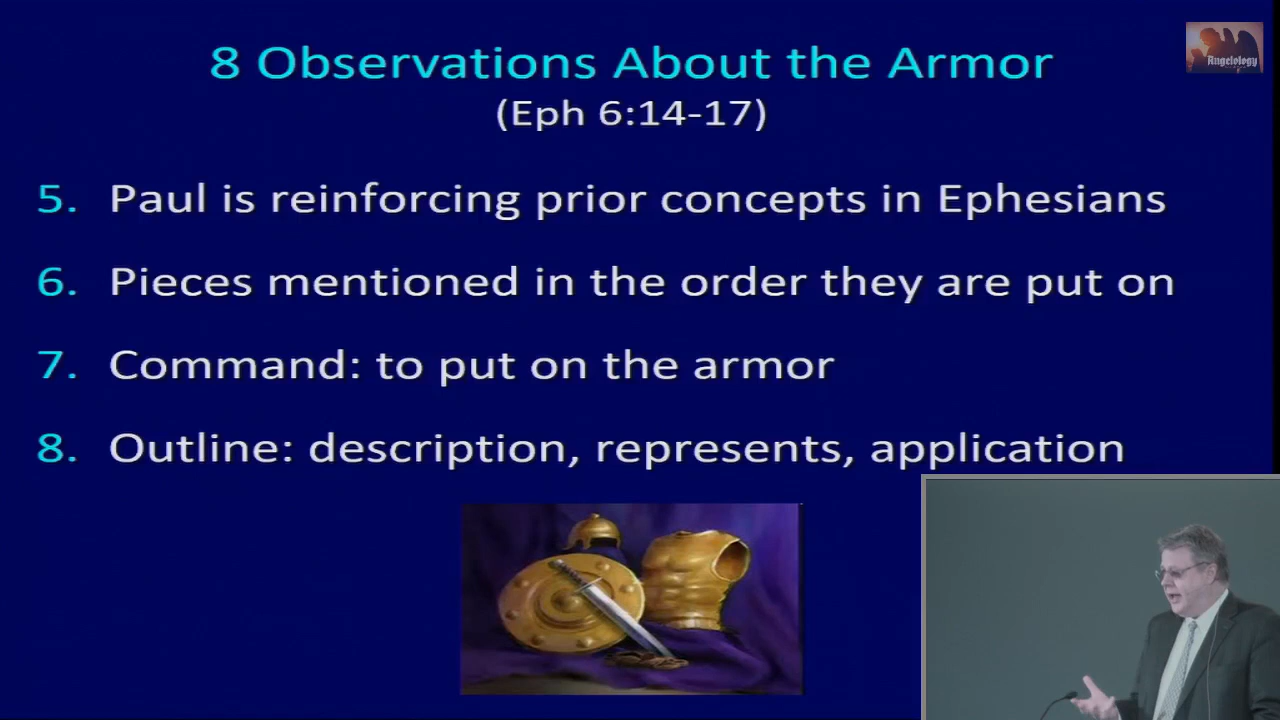 8 Observations About the Armor
Angelology
(Eph 6:14-17)
5. Paul is reinforcing prior concepts in Ephesians
6. Pieces mentioned in the order they are put on
7. Command: to put on the armor
8. Outline: description, represents, application